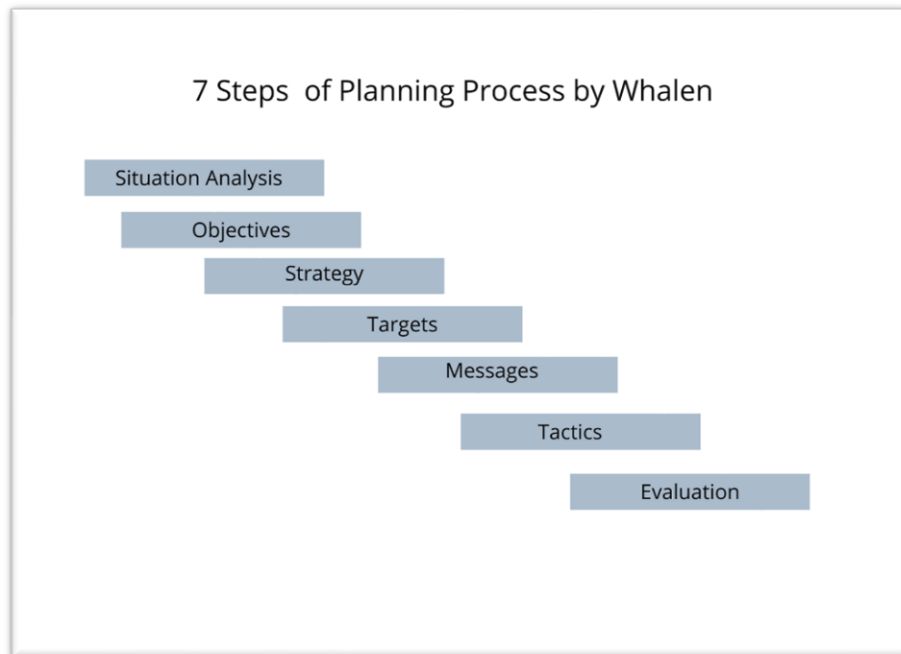 7 Steps  of Planning Process by Whalen
Situation Analysis
Objectives
Strategy
Targets
Messages
Tactics
Evaluation